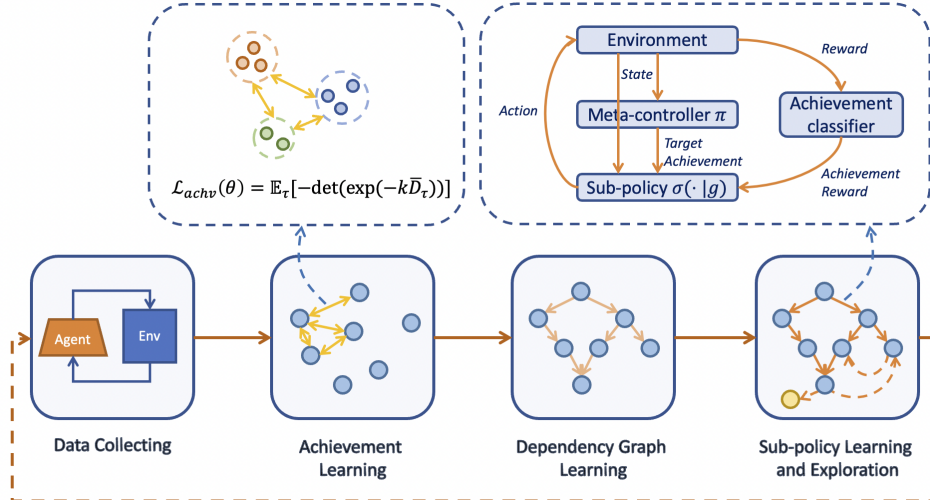 Environment
Reward
State
Action
Meta-controller π
Achievement
classifier
Target
Achievement
Sub-policy σ(· |g)
Achievement
Reward
ℒ_achv(θ) = 𝔼_τ[−det(exp(−kD̅_τ))]
Agent
Env
Data Collecting
Achievement
Learning
Dependency Graph
Learning
Sub-policy Learning
and Exploration